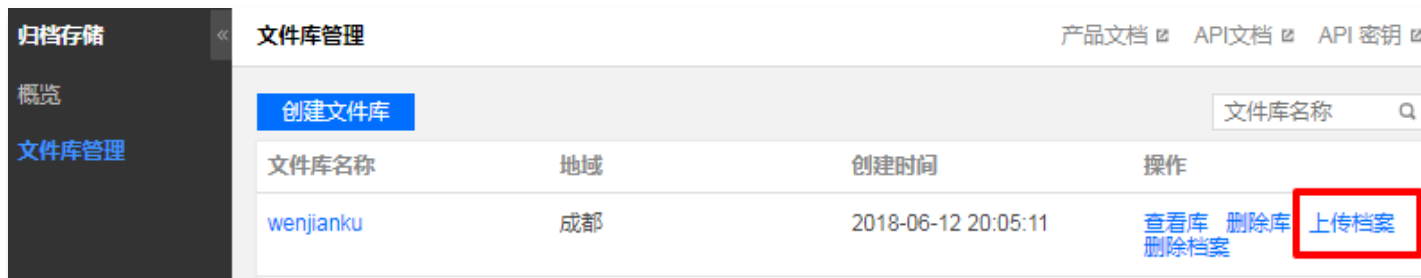 归档存储 « 文件库管理 产品文档 API文档 API 密钥
概览
创建文件库 文件库名称
文件库管理
文件库名称 地域 创建时间 操作
wenjianku 成都 2018-06-12 20:05:11 查看库 删除库 上传档案
删除档案